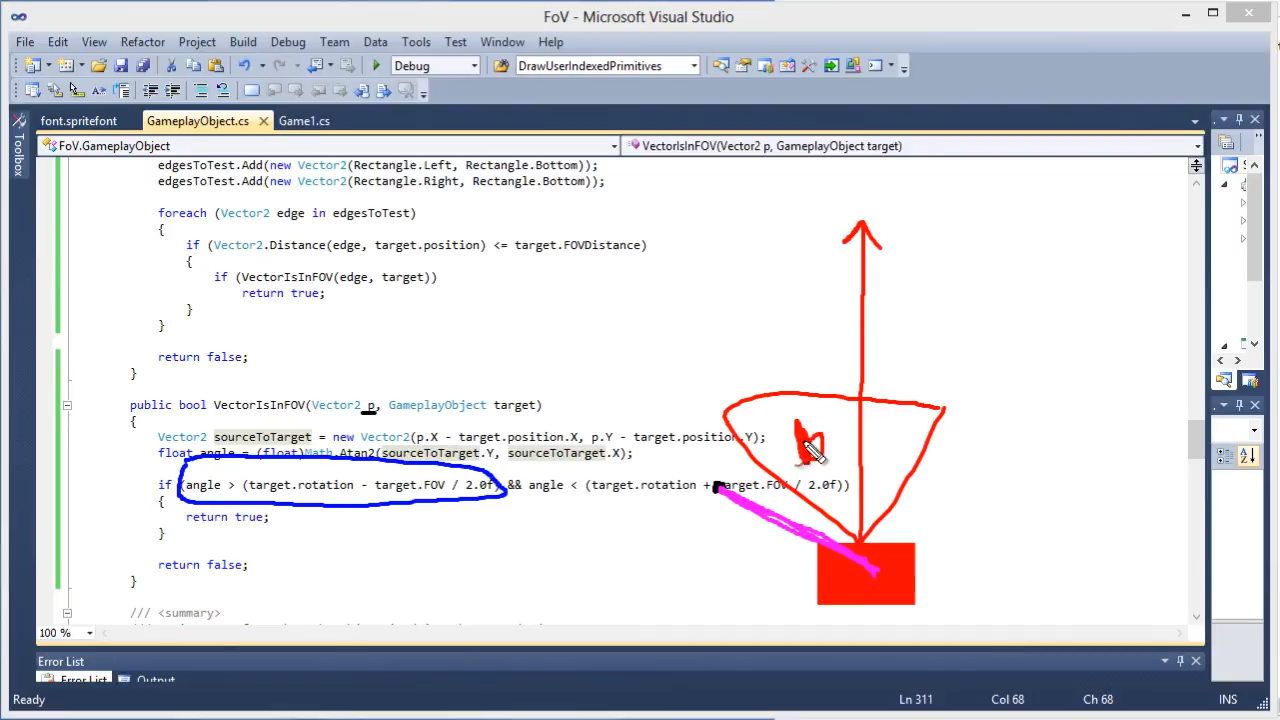 FoV - Microsoft Visual Studio
File Edit View Refactor Project Build Debug Team Data Tools Test Window Help
Debug DrawUserIndexedPrimitives
font.spritefont GameplayObject.cs Game1.cs
FoV.GameplayObject VectorIsInFOV(Vector2 p, GameplayObject target)
Toolbox
edgesToTest.Add(new Vector2(Rectangle.Left, Rectangle.Bottom));
edgesToTest.Add(new Vector2(Rectangle.Right, Rectangle.Bottom));
foreach (Vector2 edge in edgesToTest)
{
if (Vector2.Distance(edge, target.position) <= target.FOVDistance)
{
if (VectorIsInFOV(edge, target))
return true;
}
}
return false;
}
public bool VectorIsInFOV(Vector2 p, GameplayObject target)
{
Vector2 sourceToTarget = new Vector2(p.X - target.position.X, p.Y - target.position.Y);
float angle = (float)Math.Atan2(sourceToTarget.Y, sourceToTarget.X);
if (angle > (target.rotation - target.FOV / 2.0f) && angle < (target.rotation + target.FOV / 2.0f))
{
return true;
}
return false;
}
/// <summary>
100 %
Error List
Error List Output
Ready Ln 311 Col 68 Ch 68 INS